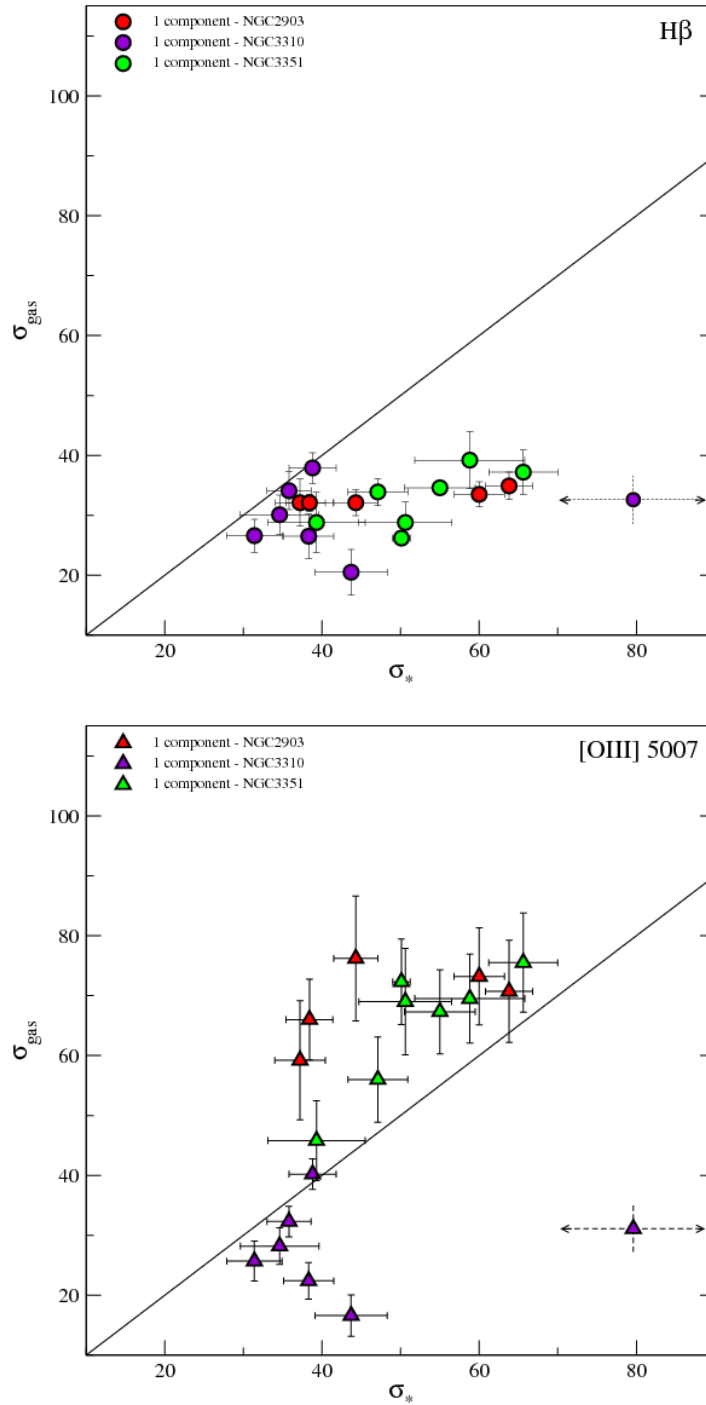 1 component - NGC2903
1 component - NGC3310
1 component - NGC3351
Hβ
100
80
60
40
20
σgas
20 40 60 80
σ*
1 component - NGC2903
1 component - NGC3310
1 component - NGC3351
[OIII] 5007
100
80
60
40
20
σgas
20 40 60 80
σ*